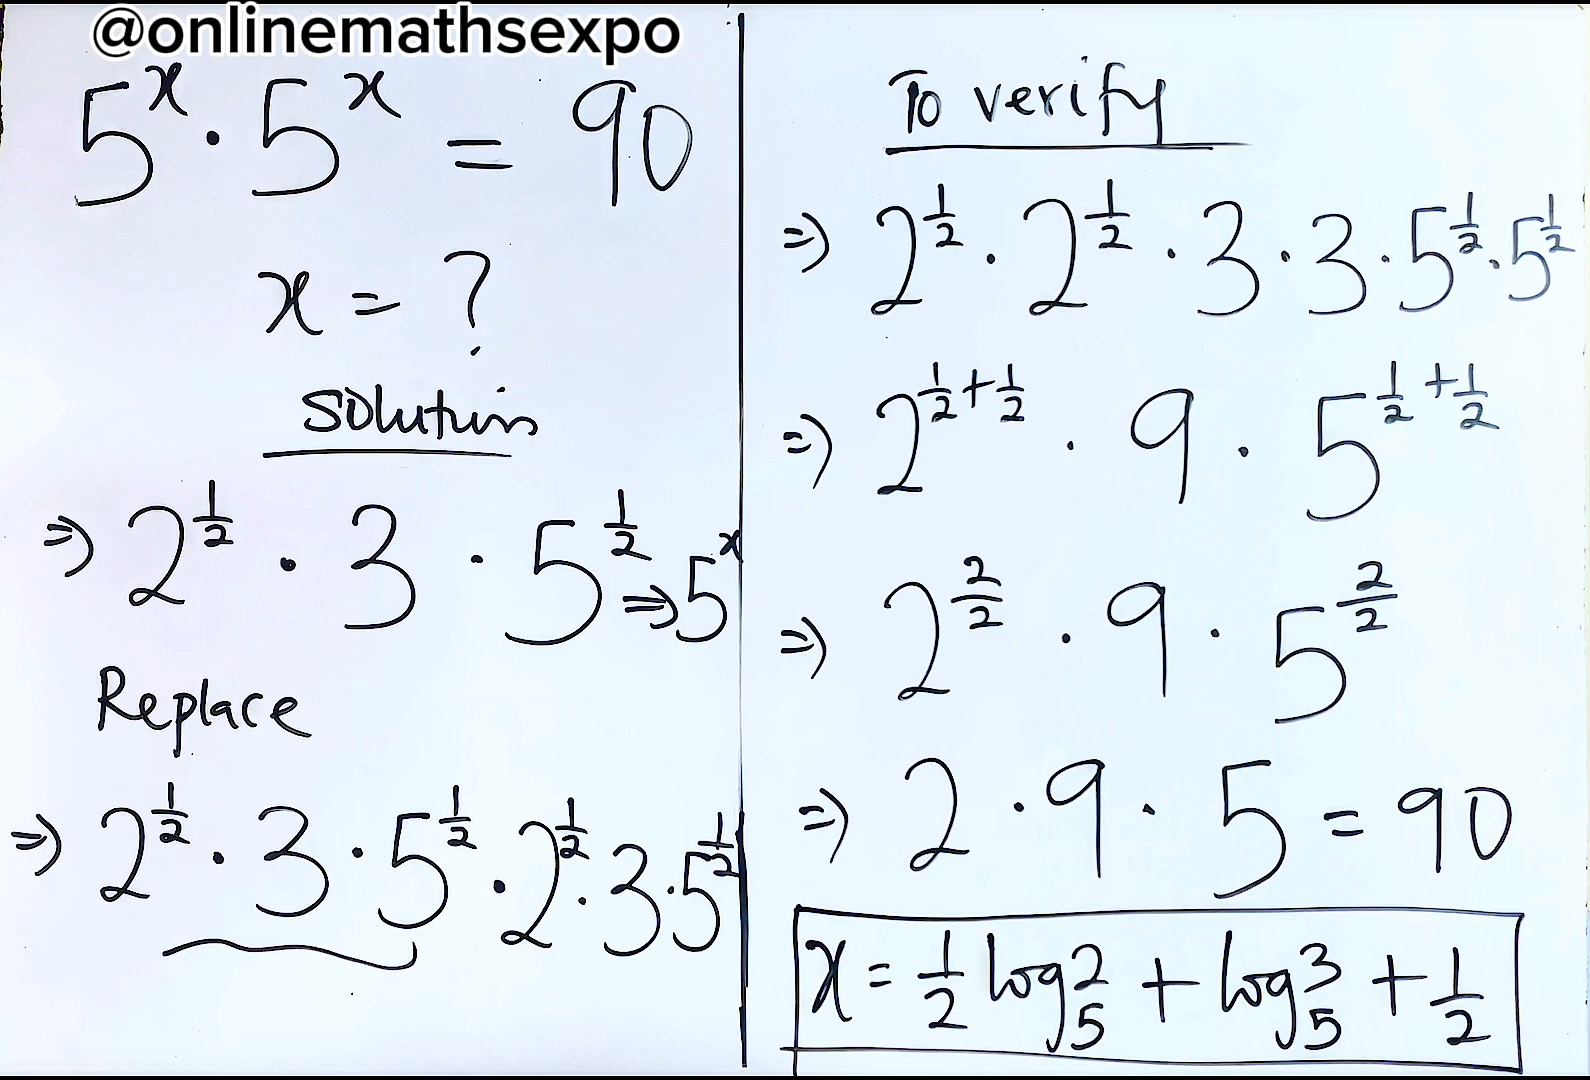 @onlinemathsexpo
5^x · 5^x = 90
x = ?
Solution
⇒ 2^(1/2) · 3 · 5^(1/2) ⇒ 5^x
Replace
⇒ 2^(1/2) · 3 · 5^(1/2) · 2^(1/2) · 3 · 5^(1/2)
To verify
⇒ 2^(1/2) · 2^(1/2) · 3 · 3 · 5^(1/2) · 5^(1/2)
⇒ 2^(1/2 + 1/2) · 9 · 5^(1/2 + 1/2)
⇒ 2^(2/2) · 9 · 5^(2/2)
⇒ 2 · 9 · 5 = 90
x = 1/2 log₅² + log₅³ + 1/2